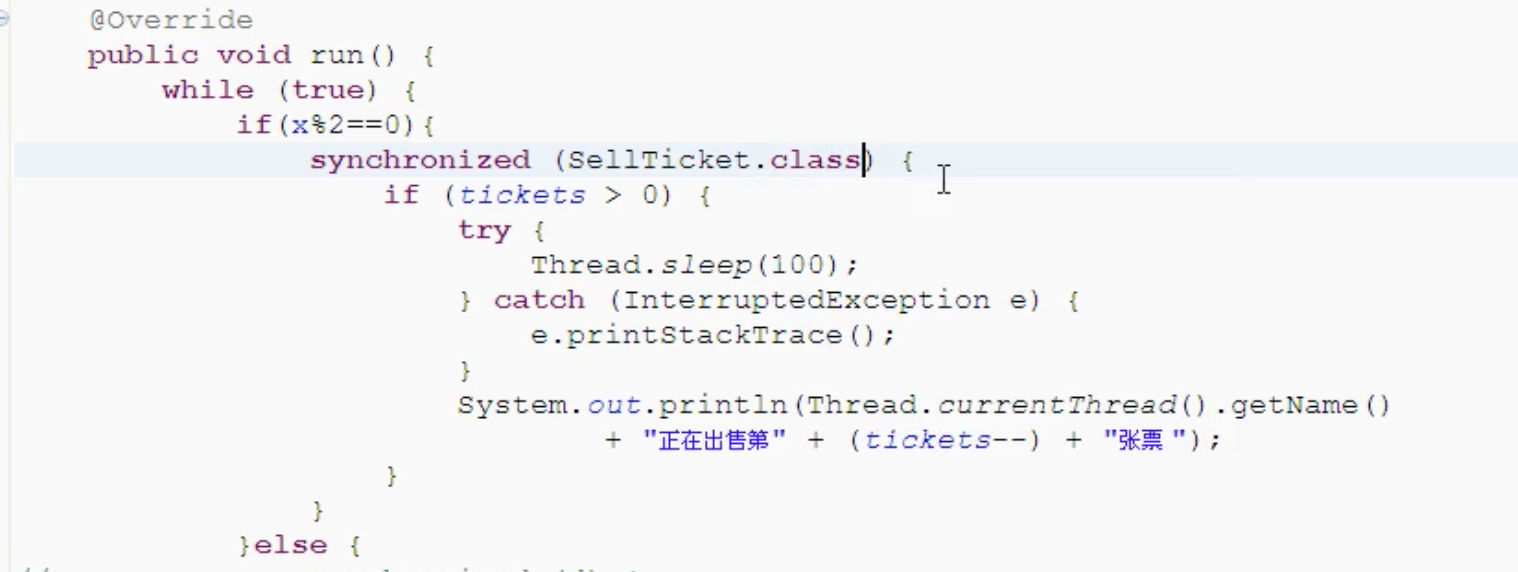 @Override
public void run() {
while (true) {
if(x%2==0){
synchronized (SellTicket.class) {
if (tickets > 0) {
try {
Thread.sleep(100);
} catch (InterruptedException e) {
e.printStackTrace();
}
System.out.println(Thread.currentThread().getName()
+ "正在出售第" + (tickets--) + "张票 ");
}
}
}else {
//